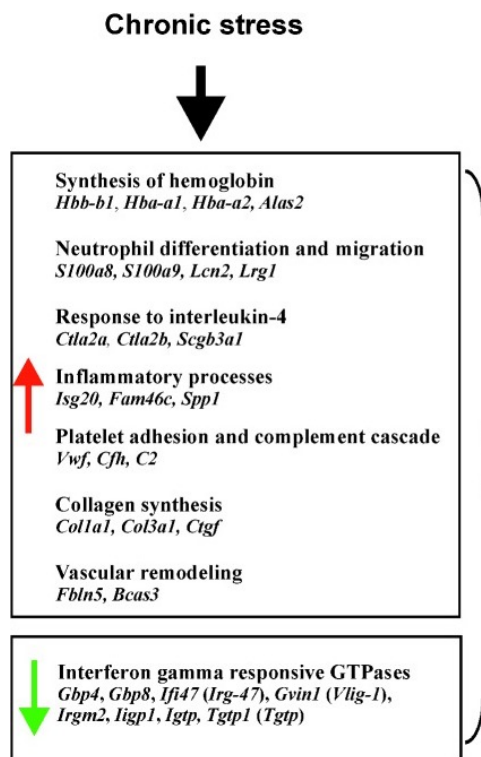 Chronic stress
Synthesis of hemoglobin
Hbb-b1, Hba-a1, Hba-a2, Alas2
Neutrophil differentiation and migration
S100a8, S100a9, Lcn2, Lrg1
Response to interleukin-4
Ctla2a, Ctla2b, Scgb3a1
Inflammatory processes
Isg20, Fam46c, Spp1
Platelet adhesion and complement cascade
Vwf, Cfh, C2
Collagen synthesis
Col1a1, Col3a1, Ctgf
Vascular remodeling
Fbln5, Bcas3
Interferon gamma responsive GTPases
Gbp4, Gbp8, Ifi47 (Irg-47), Gvin1 (Vlig-1),
Irgm2, Iigp1, Igtp, Tgtp1 (Tgtp)